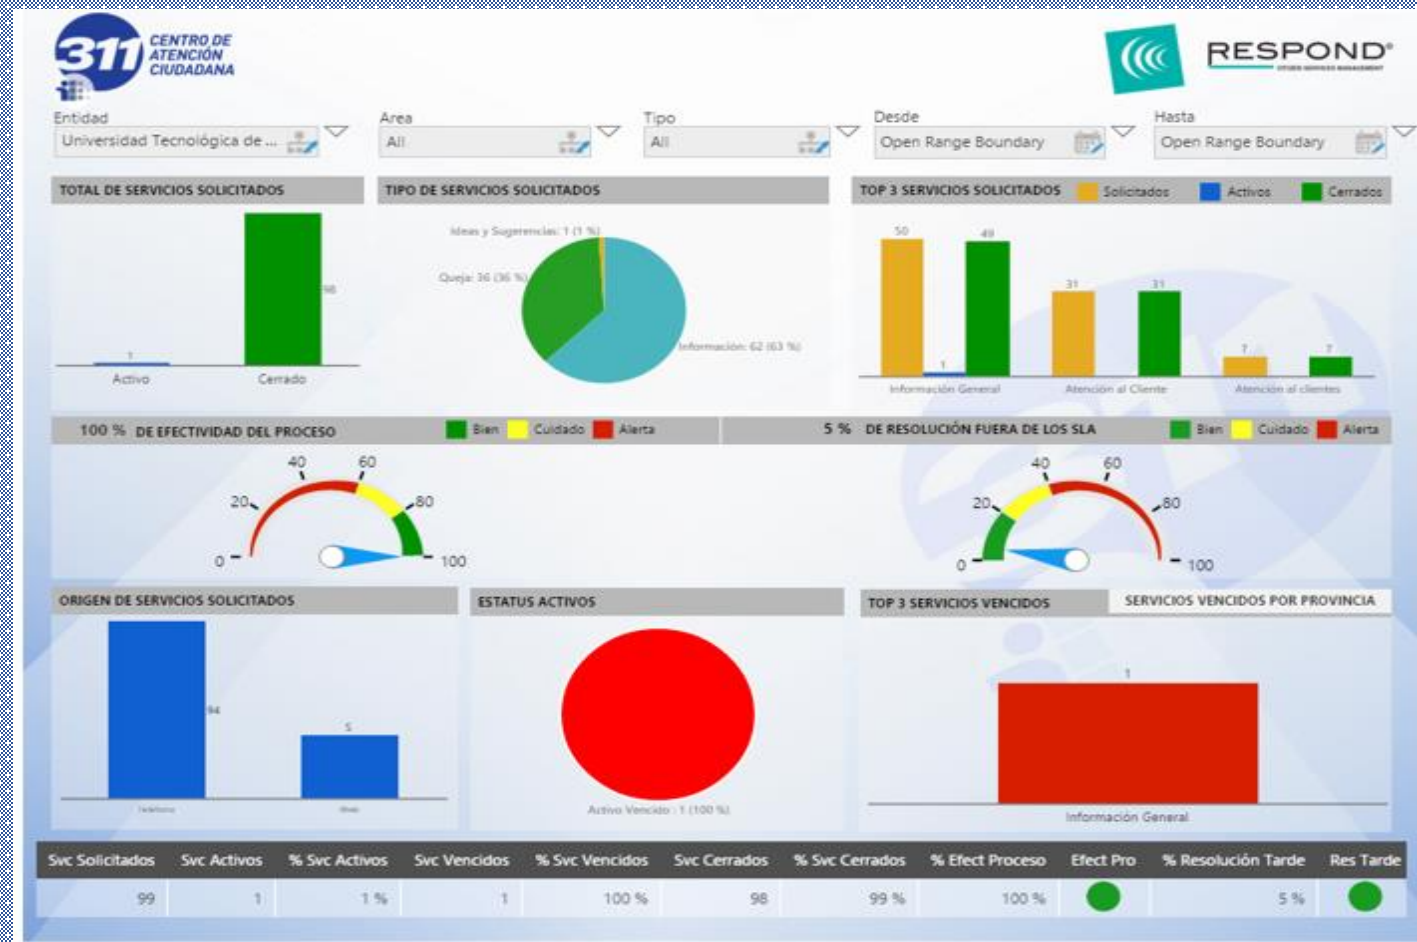 311 CENTRO DE
ATENCIÓN
CIUDADANA
RESPOND®
CITIZEN SERVICES MANAGEMENT
Entidad
Area
Tipo
Desde
Hasta
Universidad Tecnológica de ...
All
All
Open Range Boundary
Open Range Boundary
TOTAL DE SERVICIOS SOLICITADOS
1
98
Activo
Cerrado
TIPO DE SERVICIOS SOLICITADOS
Ideas y Sugerencias: 1 (1 %)
Queja: 36 (36 %)
Información: 62 (63 %)
TOP 3 SERVICIOS SOLICITADOS
Solicitados
Activos
Cerrados
50
1
49
31
31
7
7
Información General
Atención al Cliente
Atención al clientes
100 % DE EFECTIVIDAD DEL PROCESO
Bien
Cuidado
Alerta
0
20
40
60
80
100
5 % DE RESOLUCIÓN FUERA DE LOS SLA
Bien
Cuidado
Alerta
0
20
40
60
80
100
ORIGEN DE SERVICIOS SOLICITADOS
94
5
Teléfono
Web
ESTATUS ACTIVOS
Activo Vencido : 1 (100 %)
TOP 3 SERVICIOS VENCIDOS
SERVICIOS VENCIDOS POR PROVINCIA
1
Información General
Svc Solicitados Svc Activos % Svc Activos Svc Vencidos % Svc Vencidos Svc Cerrados % Svc Cerrados % Efect Proceso Efect Pro % Resolución Tarde Res Tarde
99 1 1 % 1 100 % 98 99 % 100 % 5 %